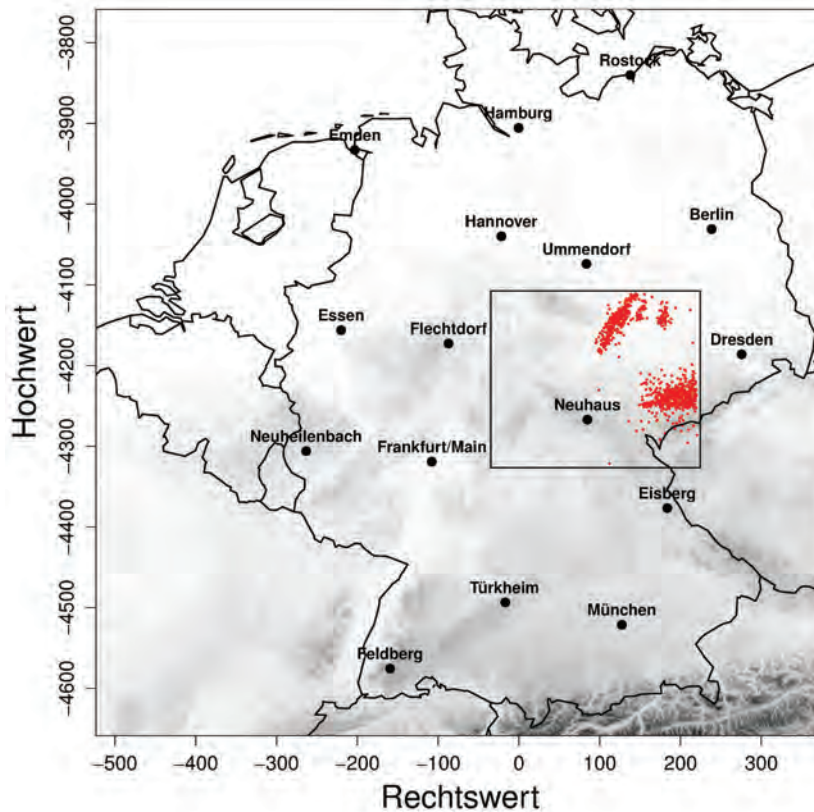 −3800
Rostock
−3900
Hamburg
Emden
−4000
Hannover
Berlin
Ummendorf
−4100
Essen
Flechtdorf
Dresden
−4200
Hochwert
Neuhaus
−4300
Neuheilenbach
Frankfurt/Main
Eisberg
−4400
−4500
Türkheim
München
Feldberg
−4600
−500 −400 −300 −200 −100 0 100 200 300
Rechtswert